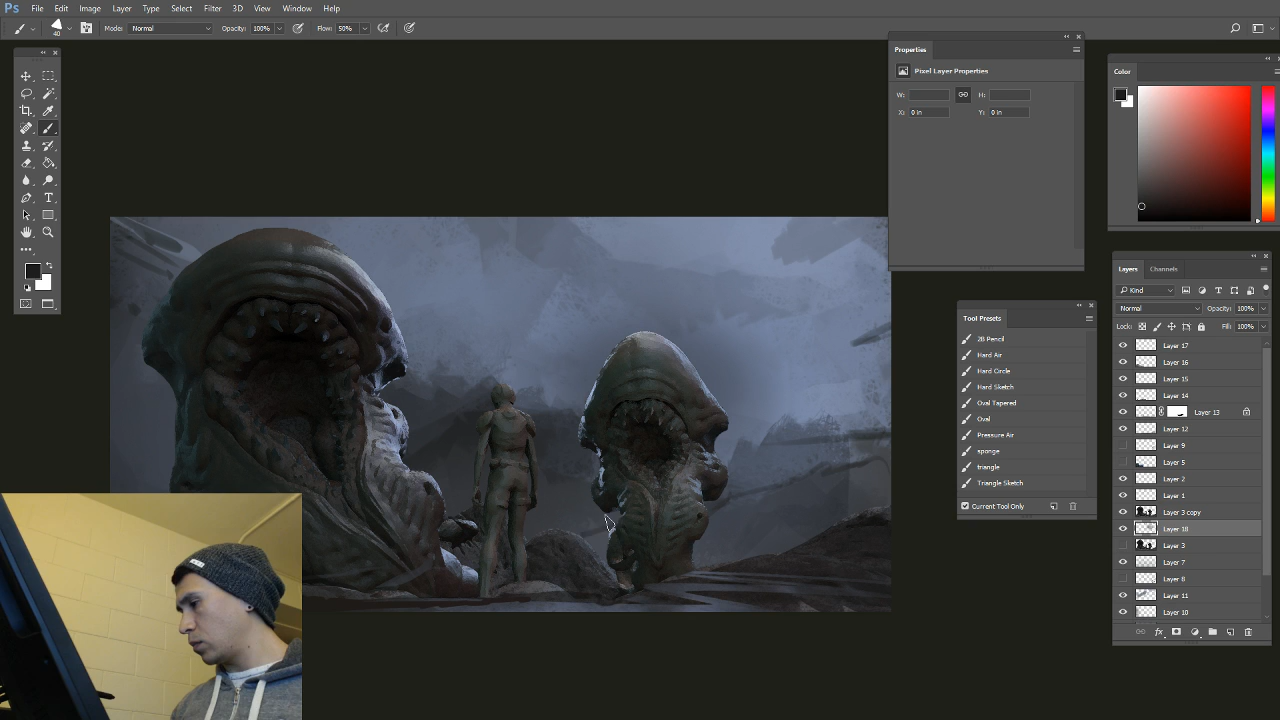 Ps File Edit Image Layer Type Select Filter 3D View Window Help
40 Mode: Normal Opacity: 100% Flow: 50%
Properties
Pixel Layer Properties
W: H:
X: 0 in Y: 0 in
Color
Tool Presets
2B Pencil
Hard Air
Hard Circle
Hard Sketch
Oval Tapered
Oval
Pressure Air
sponge
triangle
Triangle Sketch
Current Tool Only
Layers Channels
Kind
Normal Opacity: 100%
Lock: Fill: 100%
Layer 17
Layer 16
Layer 15
Layer 14
Layer 13
Layer 12
Layer 9
Layer 5
Layer 2
Layer 1
Layer 3 copy
Layer 18
Layer 3
Layer 7
Layer 8
Layer 11
Layer 10
fx